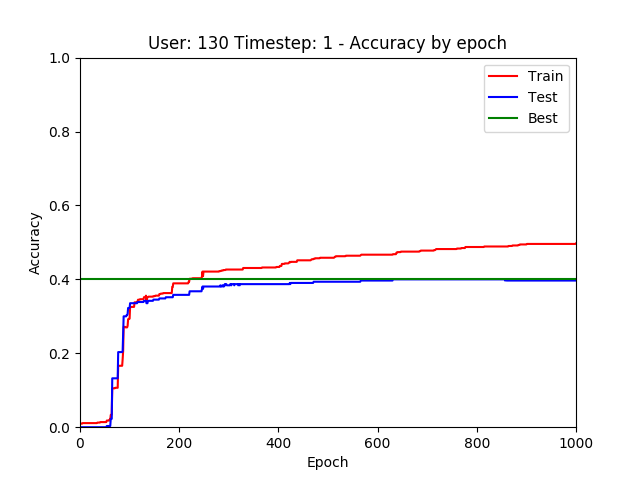 User: 130 Timestep: 1 - Accuracy by epoch
1.0
Train
Test
Best
0.8
0.6
Accuracy
0.4
0.2
0.0
0 200 400 600 800 1000
Epoch